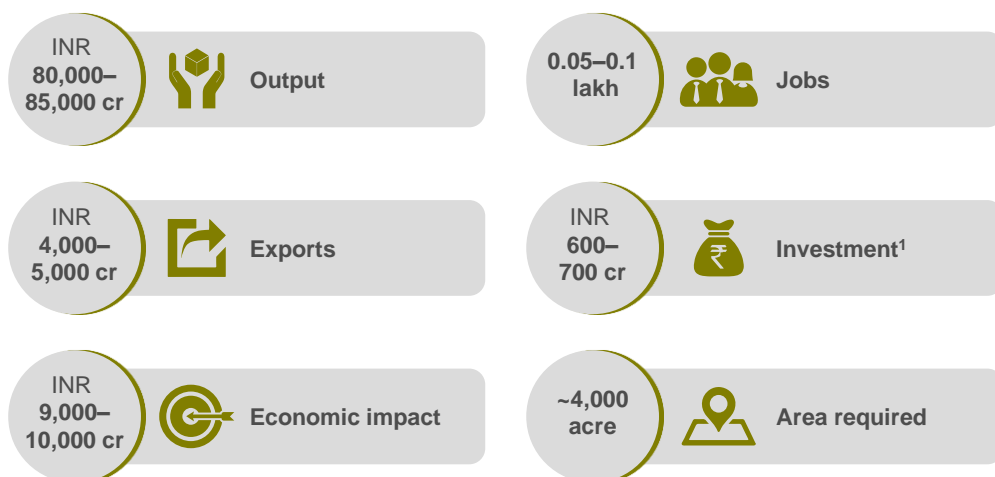 INR
80,000–
85,000 cr
Output
0.05–0.1
lakh
Jobs
INR
4,000–
5,000 cr
Exports
INR
600–
700 cr
₹
Investment¹
INR
9,000–
10,000 cr
Economic impact
~4,000
acre
Area required